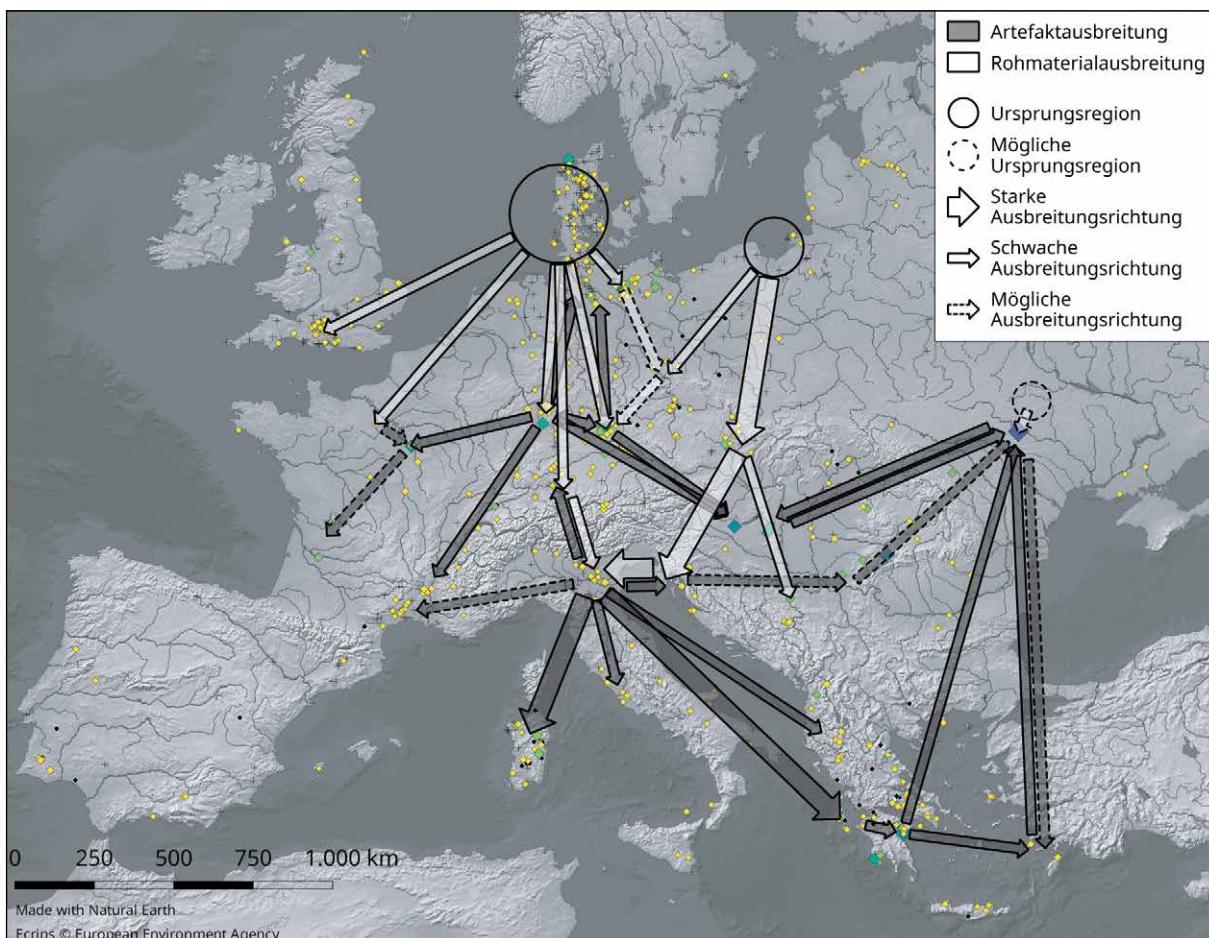 Artefaktausbreitung
Rohmaterialausbreitung
Ursprungsregion
Mögliche
Ursprungsregion
Starke
Ausbreitungsrichtung
Schwache
Ausbreitungsrichtung
Mögliche
Ausbreitungsrichtung
0 250 500 750 1.000 km
Made with Natural Earth
Ecrins © European Environment Agency